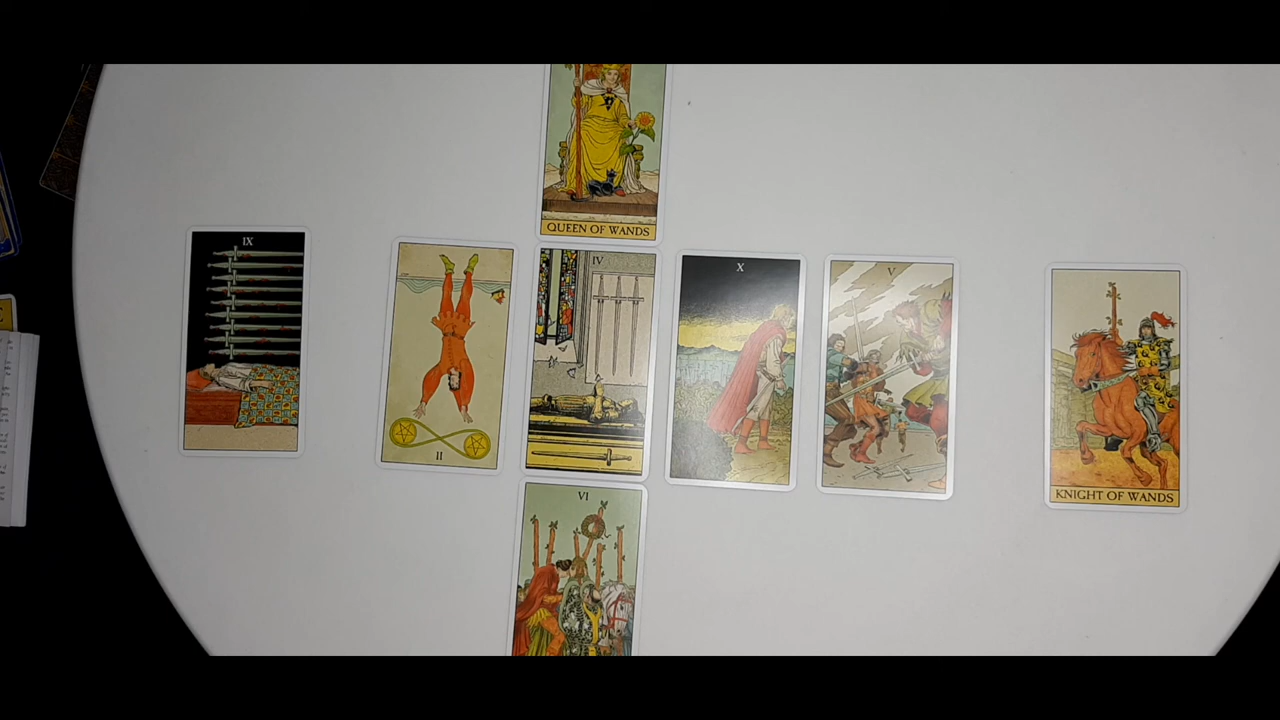 QUEEN OF WANDS
IX
IV
X
V
II
VI
KNIGHT OF WANDS